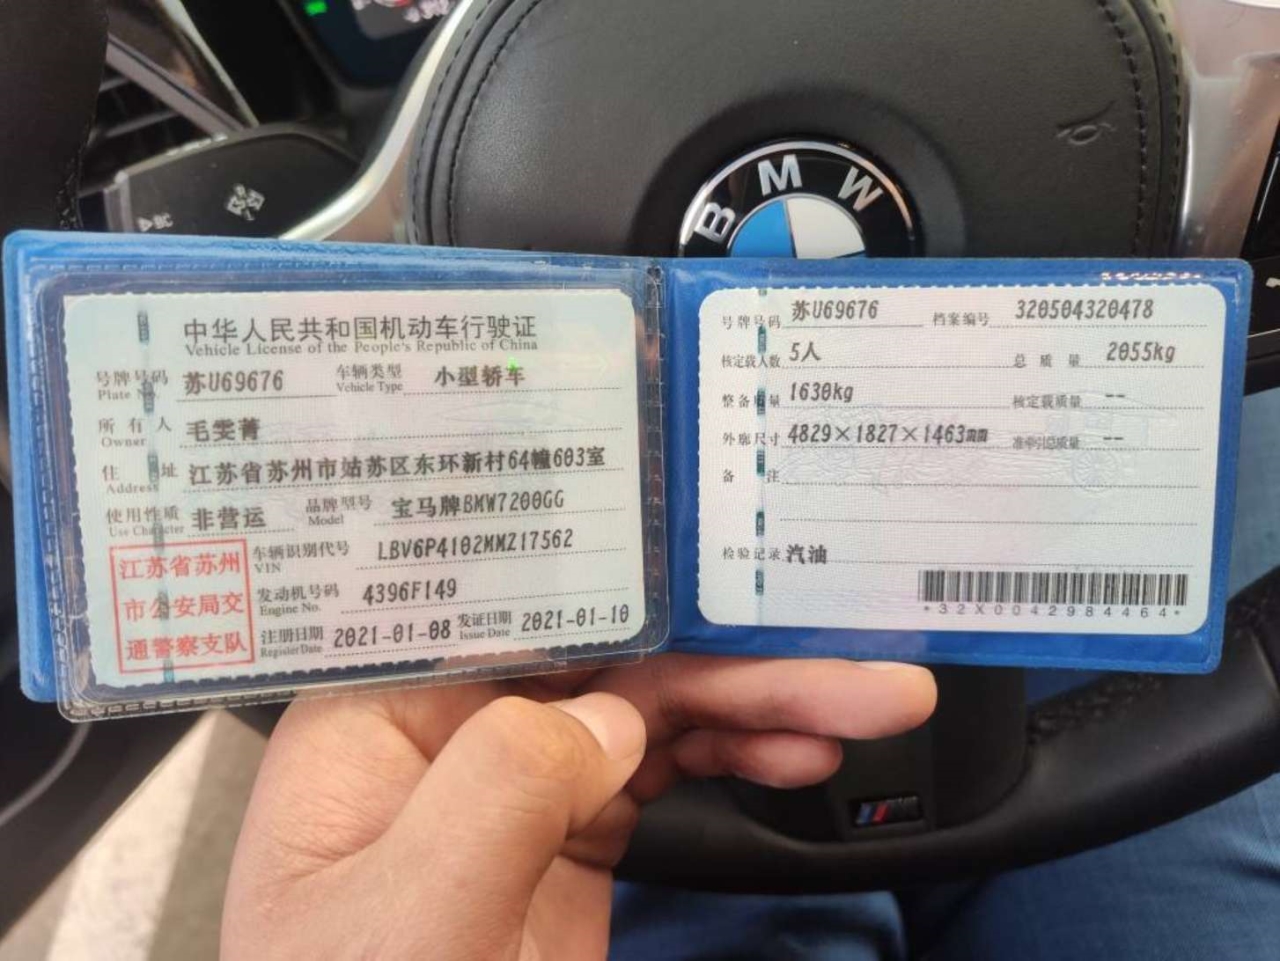 BMW
中华人民共和国机动车行驶证
Vehicle License of the People's Republic of China
号牌号码 苏U69676 车辆类型 小型轿车
Plate No. Vehicle Type
所有人 毛雯菁
Owner
住址 江苏省苏州市姑苏区东环新村64幢603室
Address
使用性质 非营运 品牌型号 宝马牌BMW7200GG
Use Character Model
江苏省苏州
市公安局交
通警察支队
车辆识别代号 LBV6P4102MMZ17562
VIN
发动机号码 4396F149
Engine No.
注册日期 2021-01-08 发证日期 2021-01-10
Register Date Issue Date
号牌号码 苏U69676 档案编号 320504320478
核定载人数 5人 总质量 2055kg
整备质量 1630kg 核定载质量 --
外廓尺寸 4829×1827×1463mm 准牵引总质量 --
备注
检验记录 汽油
*32X0042984464*